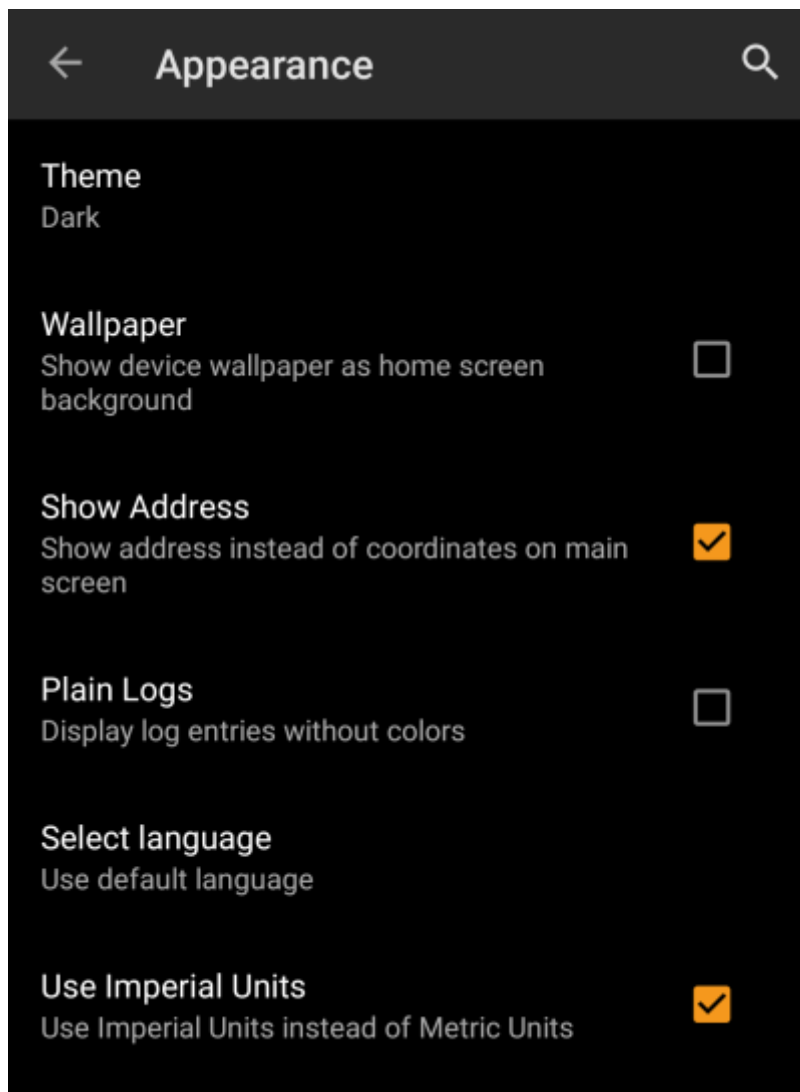 Appearance
Theme
Dark
Wallpaper
Show device wallpaper as home screen
background
Show Address
Show address instead of coordinates on main
screen
Plain Logs
Display log entries without colors
Select language
Use default language
Use Imperial Units
Use Imperial Units instead of Metric Units